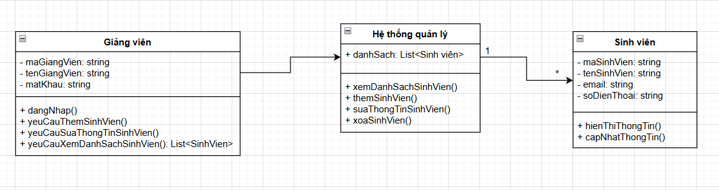 Giảng viên
- maGiangVien: string
- tenGiangVien: string
- matKhau: string
+ dangNhap()
+ yeuCauThemSinhVien()
+ yeuCauSuaThongTinSinhVien()
+ yeuCauXemDanhSachSinhVien(): List<SinhVien>
Hệ thống quản lý
+ danhSach: List<Sinh viên>
+ xemDanhSachSinhVien()
+ themSinhVien()
+ suaThongTinSinhVien()
+ xoaSinhVien()
1
*
Sinh viên
- maSinhVien: string
- tenSinhVien: string
- email: string
- soDienThoai: string
+ hienThiThongTin()
+ capNhatThongTin()